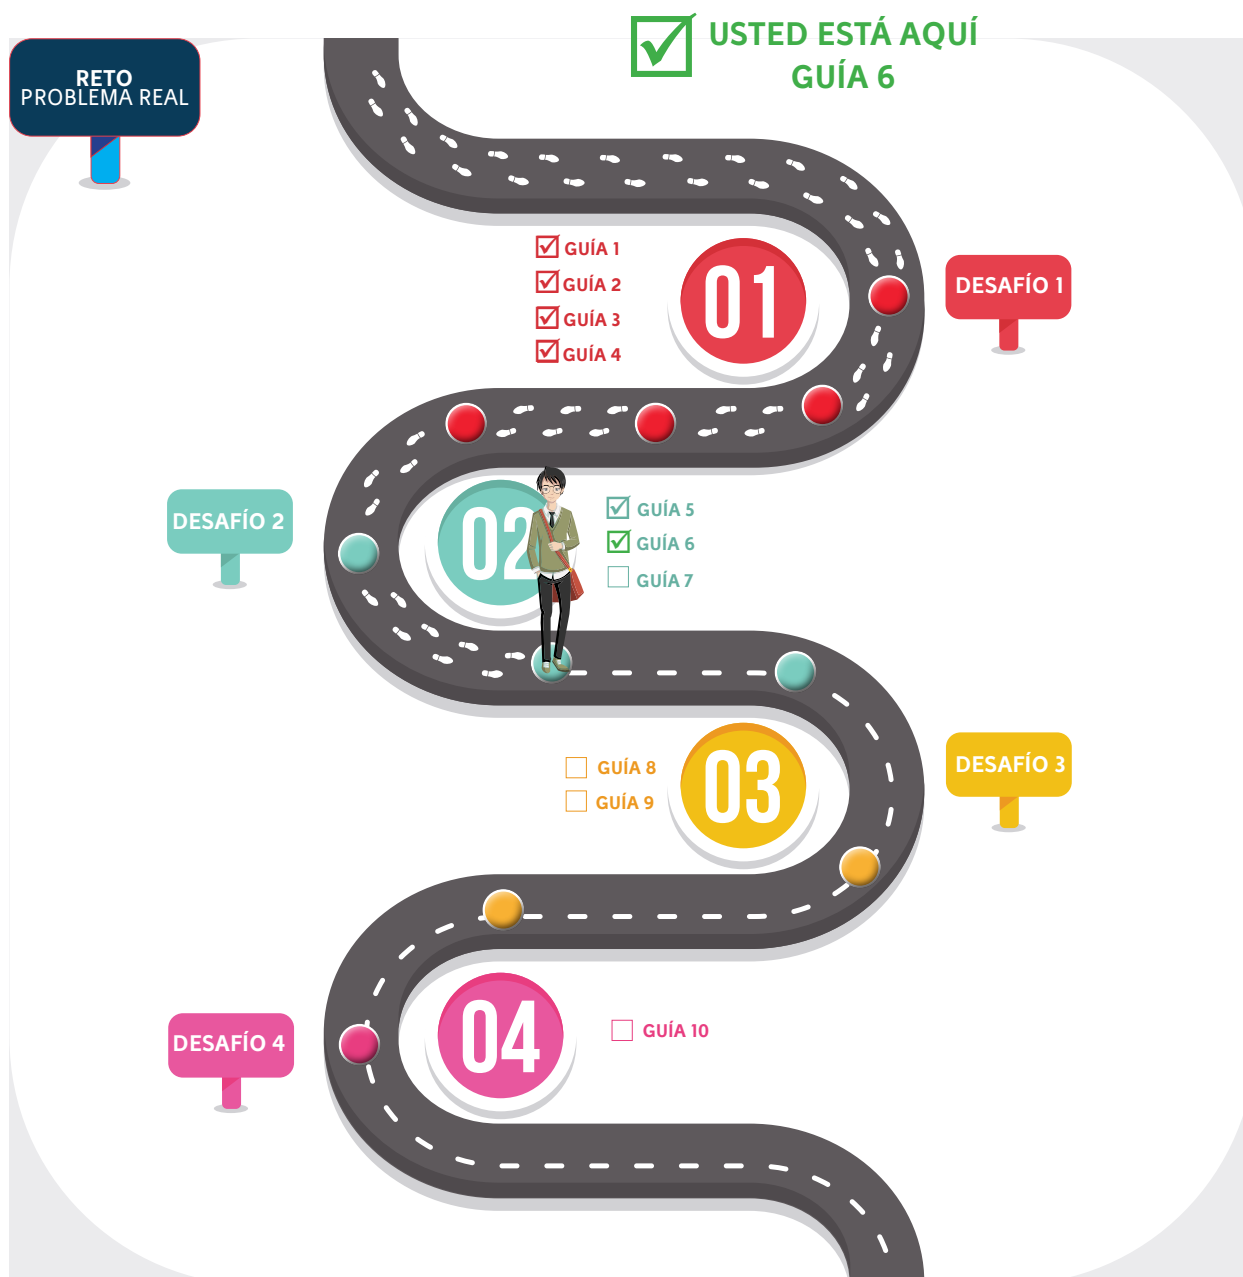 USTED ESTÁ AQUÍ
GUÍA 6
RETO
PROBLEMA REAL
GUÍA 1
GUÍA 2
GUÍA 3
GUÍA 4
01
DESAFÍO 1
DESAFÍO 2
02
GUÍA 5
GUÍA 6
GUÍA 7
GUÍA 8
GUÍA 9
03
DESAFÍO 3
DESAFÍO 4
04
GUÍA 10